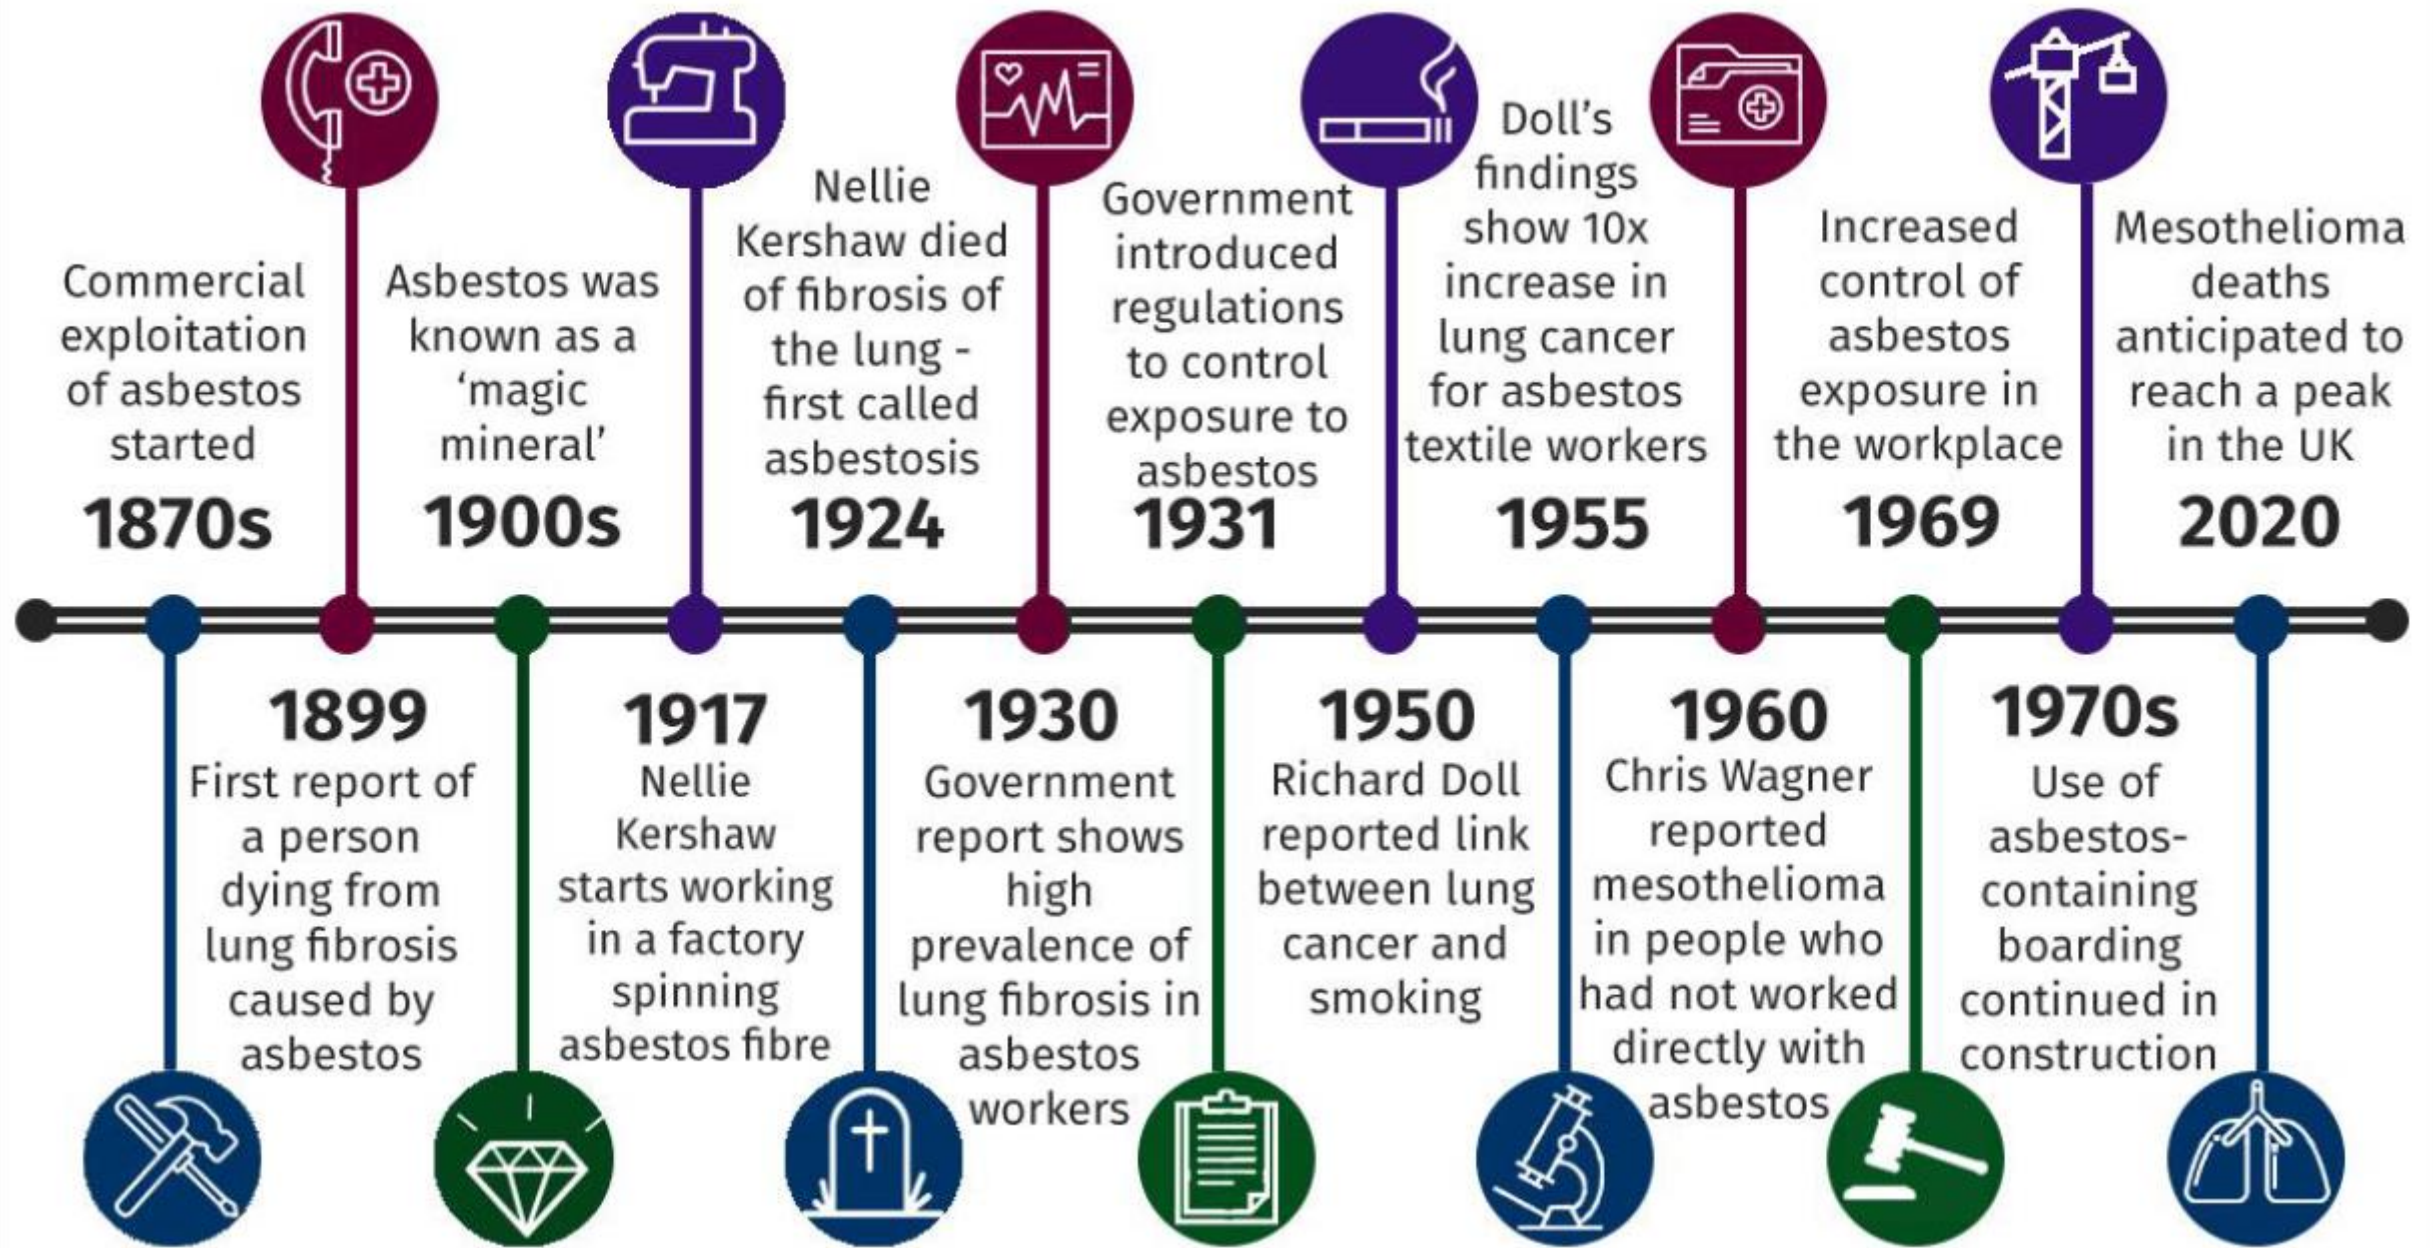 Commercial
exploitation
of asbestos
started
1870s
1899
First report of
a person
dying from
lung fibrosis
caused by
asbestos
Asbestos was
known as a
‘magic
mineral’
1900s
1917
Nellie
Kershaw
starts working
in a factory
spinning
asbestos fibre
Nellie
Kershaw died
of fibrosis of
the lung -
first called
asbestosis
1924
1930
Government
report shows
high
prevalence of
lung fibrosis in
asbestos
workers
Government
introduced
regulations
to control
exposure to
asbestos
1931
1950
Richard Doll
reported link
between lung
cancer and
smoking
Doll’s
findings
show 10x
increase in
lung cancer
for asbestos
textile workers
1955
1960
Chris Wagner
reported
mesothelioma
in people who
had not worked
directly with
asbestos
Increased
control of
asbestos
exposure in
the workplace
1969
1970s
Use of
asbestos-
containing
boarding
continued in
construction
Mesothelioma
deaths
anticipated to
reach a peak
in the UK
2020